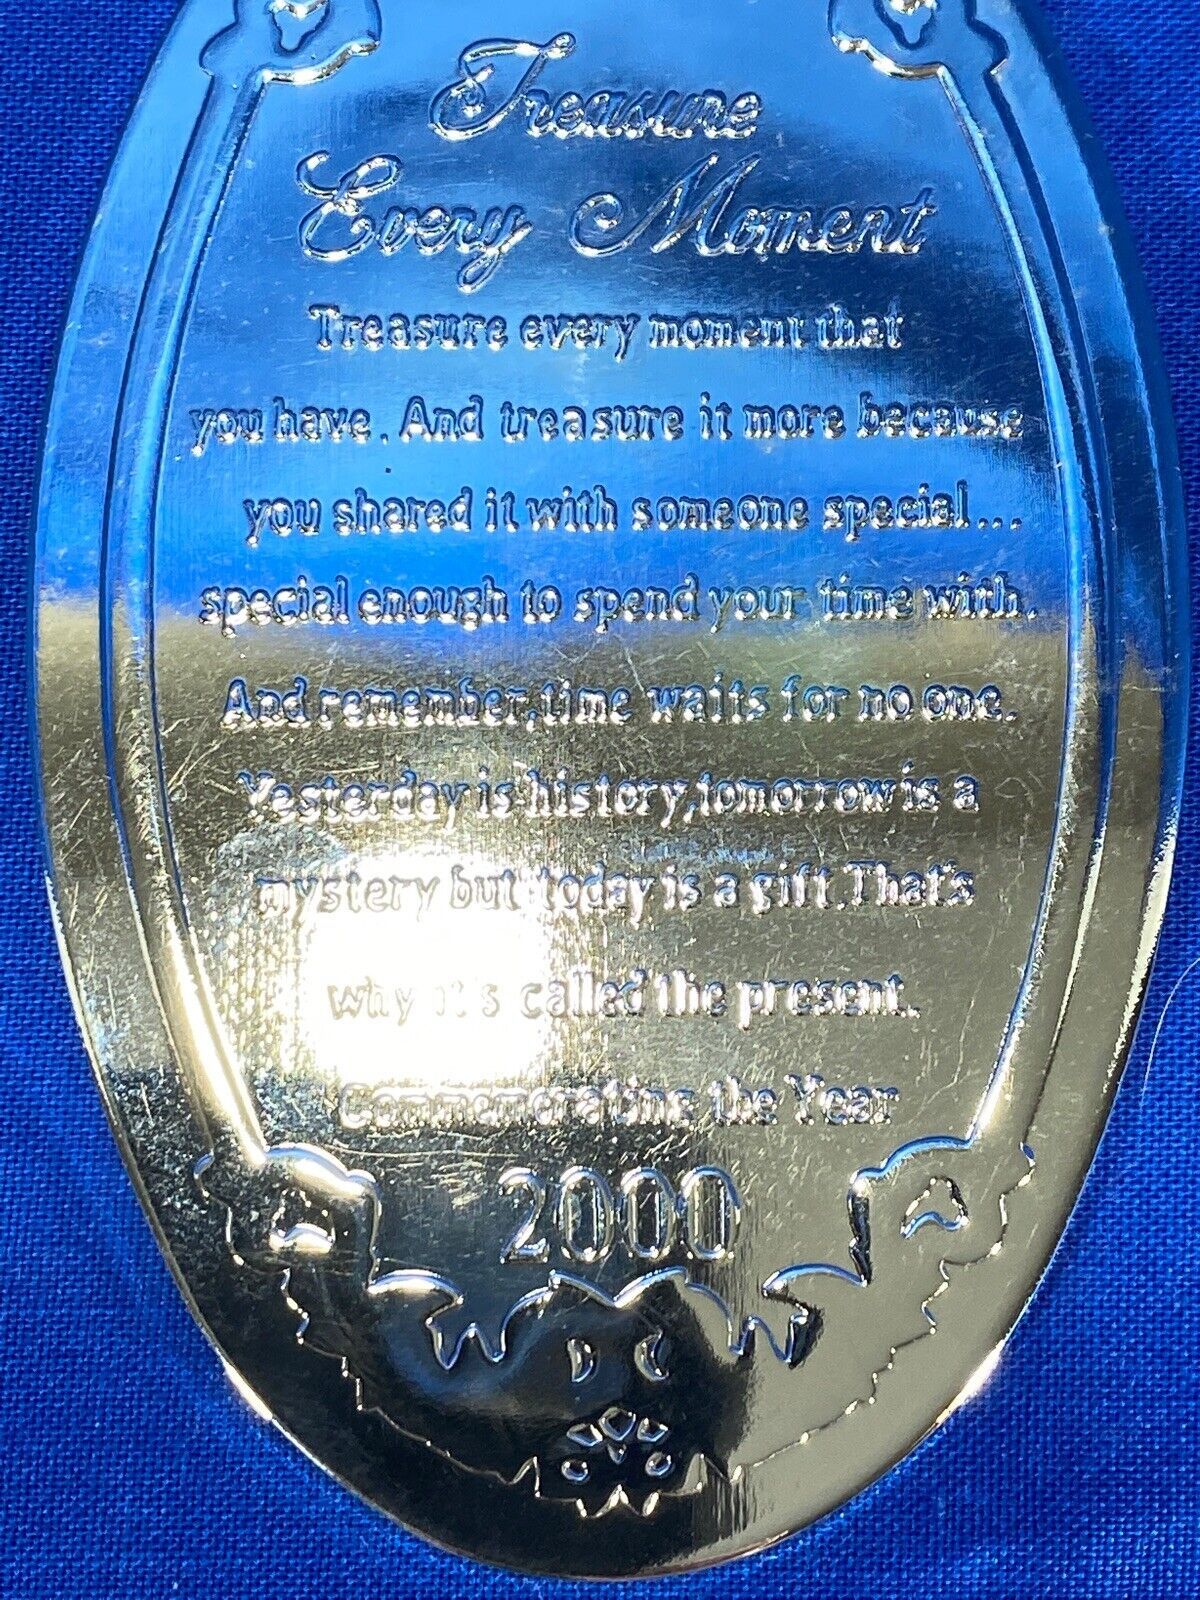 Treasure
Every Moment
Treasure every moment that
you have. And treasure it more because
you shared it with someone special...
special enough to spend your time with.
And remember, time waits for no one.
Yesterday is history, tomorrow is a
mystery but today is a gift. That's
why it's called the present.
Commemorating the Year
2000